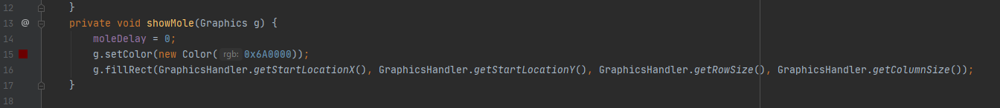 12 }
13 @ private void showMole(Graphics g) {
14 moleDelay = 0;
15 g.setColor(new Color( rgb: 0x6A0000));
16 g.fillRect(GraphicsHandler.getStartLocationX(), GraphicsHandler.getStartLocationY(), GraphicsHandler.getRowSize(), GraphicsHandler.getColumnSize());
17 }
18